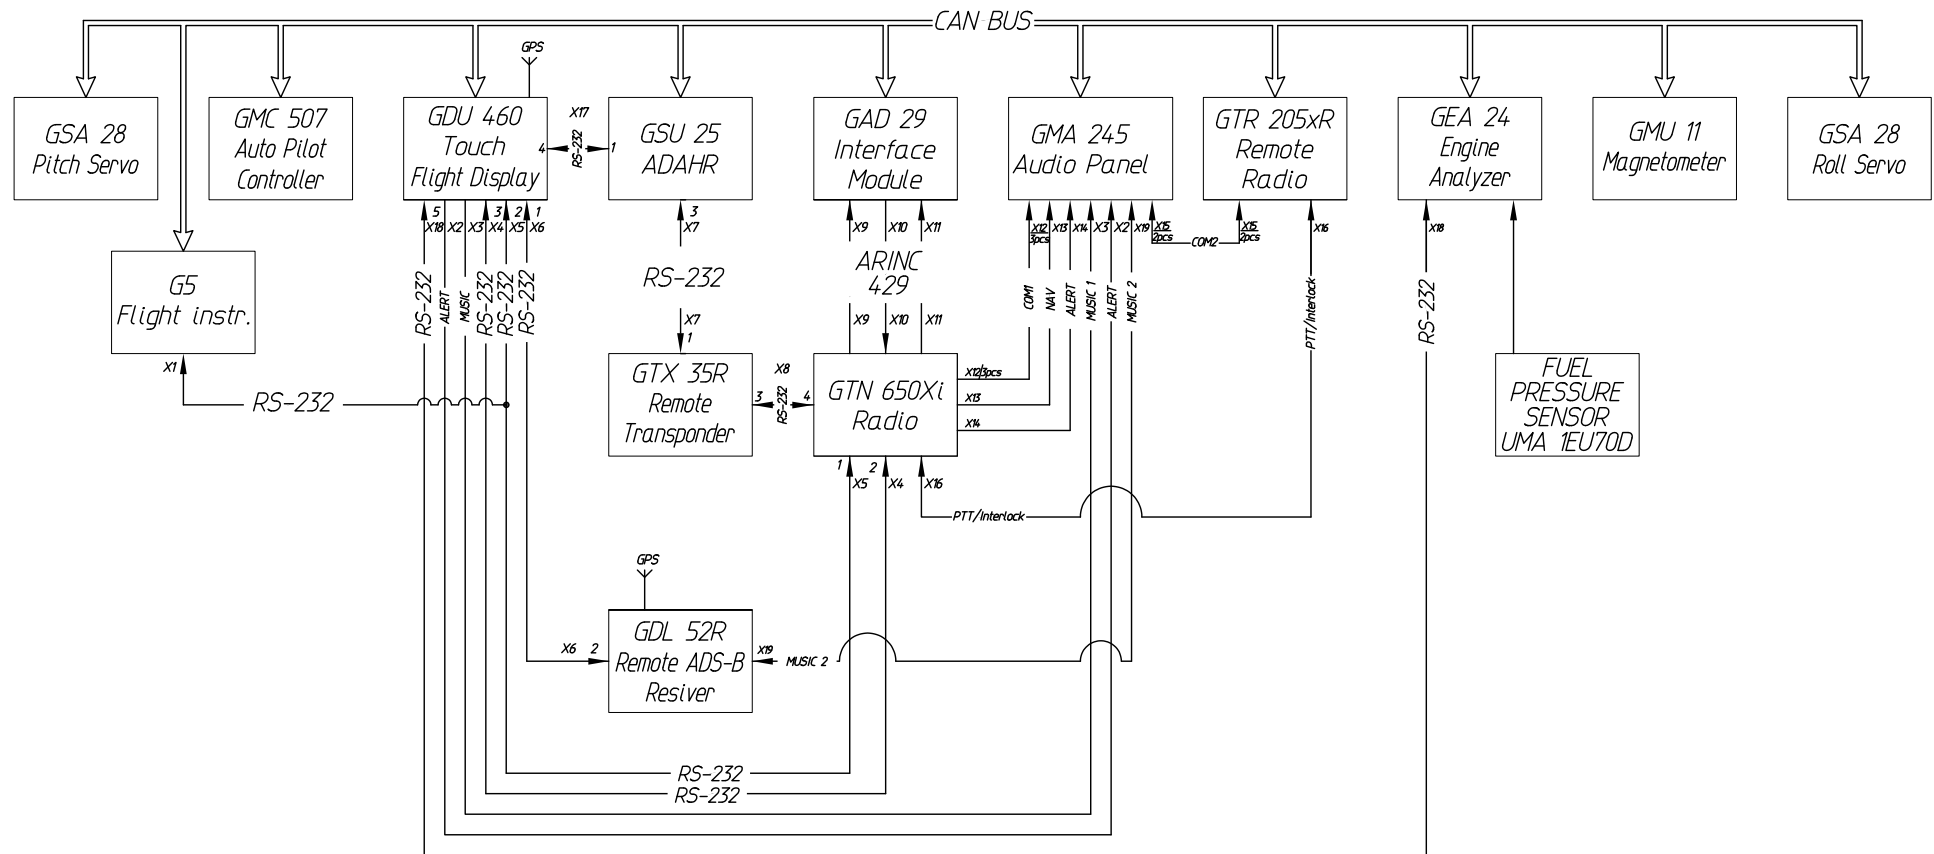 CAN BUS
GPS
GSA 28
Pitch Servo
GMC 507
Auto Pilot
Controller
GDU 460
Touch
Flight Display
X17
4
RS-232
1
GSU 25
ADAHR
GAD 29
Interface
Module
GMA 245
Audio Panel
GTR 205xR
Remote
Radio
GEA 24
Engine
Analyzer
GMU 11
Magnetometer
GSA 28
Roll Servo
5
3
2
1
X18
X2
X3
X4
X5
X6
3
X7
X9
X10
X11
X12
3pcs
X13
X14
X3
X2
X19
X15
2pcs
COM2
X15
2pcs
X16
X18
G5
Flight instr.
X1
RS-232
RS-232
ALERT
MUSIC
RS-232
RS-232
RS-232
RS-232
X7
1
ARINC
429
X9
X10
X11
COM1
NAV
ALERT
MUSIC 1
ALERT
MUSIC 2
PTT/Interlock
RS-232
GTX 35R
Remote
Transponder
X8
3
RS-232
4
GTN 650Xi
Radio
X12/3pcs
X13
X14
FUEL
PRESSURE
SENSOR
UMA 1EU70D
1
2
X5
X4
X16
PTT/Interlock
GPS
GDL 52R
Remote ADS-B
Resiver
X6
2
X19
MUSIC 2
RS-232
RS-232